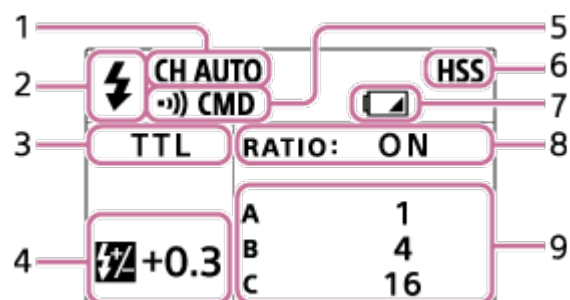 1
5
CH AUTO
HSS
6
2
CMD
7
3
TTL
RATIO: ON
8
A 1
4
+0.3
B 4
9
C 16